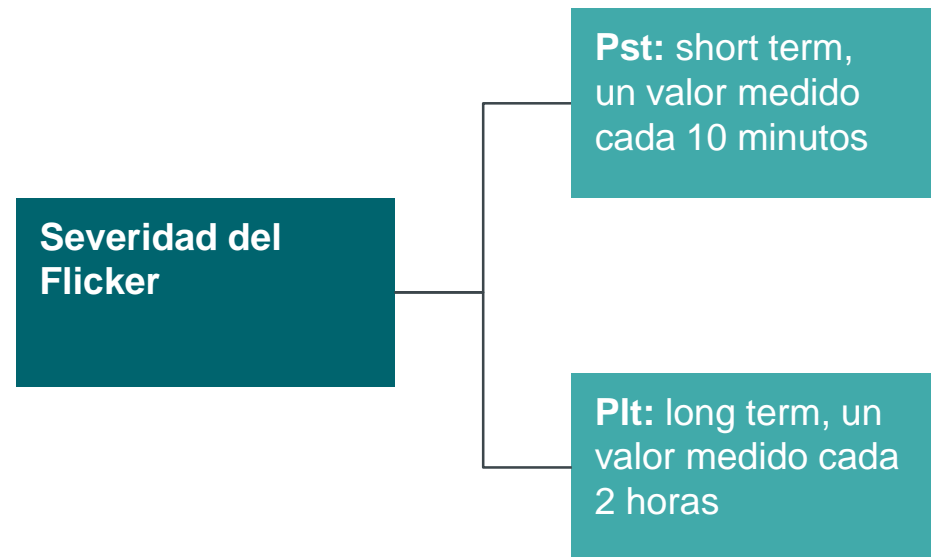 Pst: short term,
un valor medido
cada 10 minutos
Severidad del
Flicker
Plt: long term, un
valor medido cada
2 horas